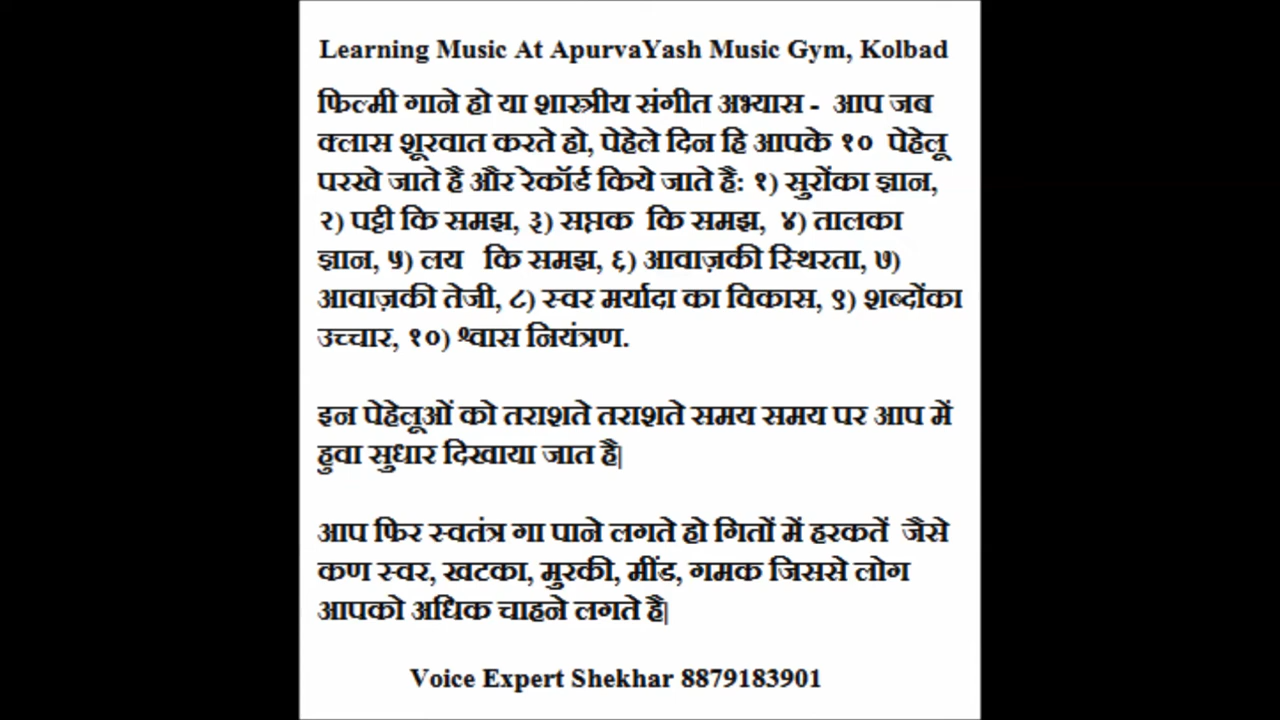 Learning Music At ApurvaYash Music Gym, Kolbad
फिल्मी गाने हो या शास्त्रीय संगीत अभ्यास - आप जब
क्लास शूरवात करते हो, पेहेले दिन हि आपके १० पेहेलू
परखे जाते है और रेकॉर्ड किये जाते है: १) सुरोंका ज्ञान,
२) पट्टी कि समझ, ३) सप्तक कि समझ, ४) तालका
ज्ञान, ५) लय कि समझ, ६) आवाज़की स्थिरता, ७)
आवाज़की तेजी, ८) स्वर मर्यादा का विकास, ९) शब्दोंका
उच्चार, १०) श्वास नियंत्रण.
इन पेहेलूओं को तराशते तराशते समय समय पर आप में
हुवा सुधार दिखाया जात है|
आप फिर स्वतंत्र गा पाने लगते हो गितों में हरकतें जैसे
कण स्वर, खटका, मुरकी, मींड, गमक जिससे लोग
आपको अधिक चाहने लगते है|
Voice Expert Shekhar 8879183901